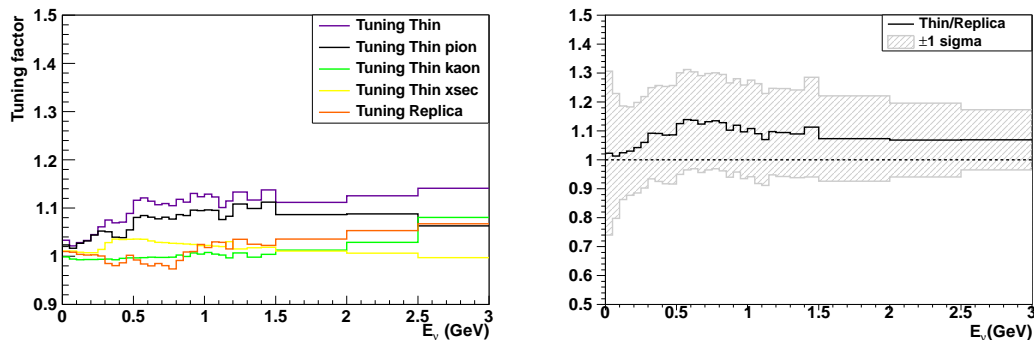 Tuning factor
1.5
1.4
1.3
1.2
1.1
1
0.9
Tuning Thin
Tuning Thin pion
Tuning Thin kaon
Tuning Thin xsec
Tuning Replica
0 0.5 1 1.5 2 2.5 3
Eν (GeV)
1.5
1.4
1.3
1.2
1.1
1
0.9
0.8
0.7
0.6
0.5
Thin/Replica
±1 sigma
0 0.5 1 1.5 2 2.5 3
Eν(GeV)